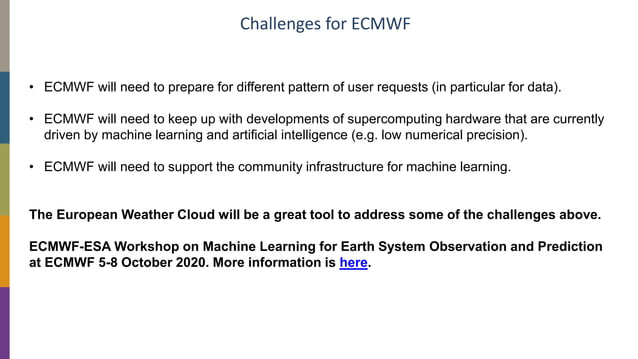 Challenges for ECMWF
• ECMWF will need to prepare for different pattern of user requests (in particular for data).
• ECMWF will need to keep up with developments of supercomputing hardware that are currently
driven by machine learning and artificial intelligence (e.g. low numerical precision).
• ECMWF will need to support the community infrastructure for machine learning.
The European Weather Cloud will be a great tool to address some of the challenges above.
ECMWF-ESA Workshop on Machine Learning for Earth System Observation and Prediction
at ECMWF 5-8 October 2020. More information is here.